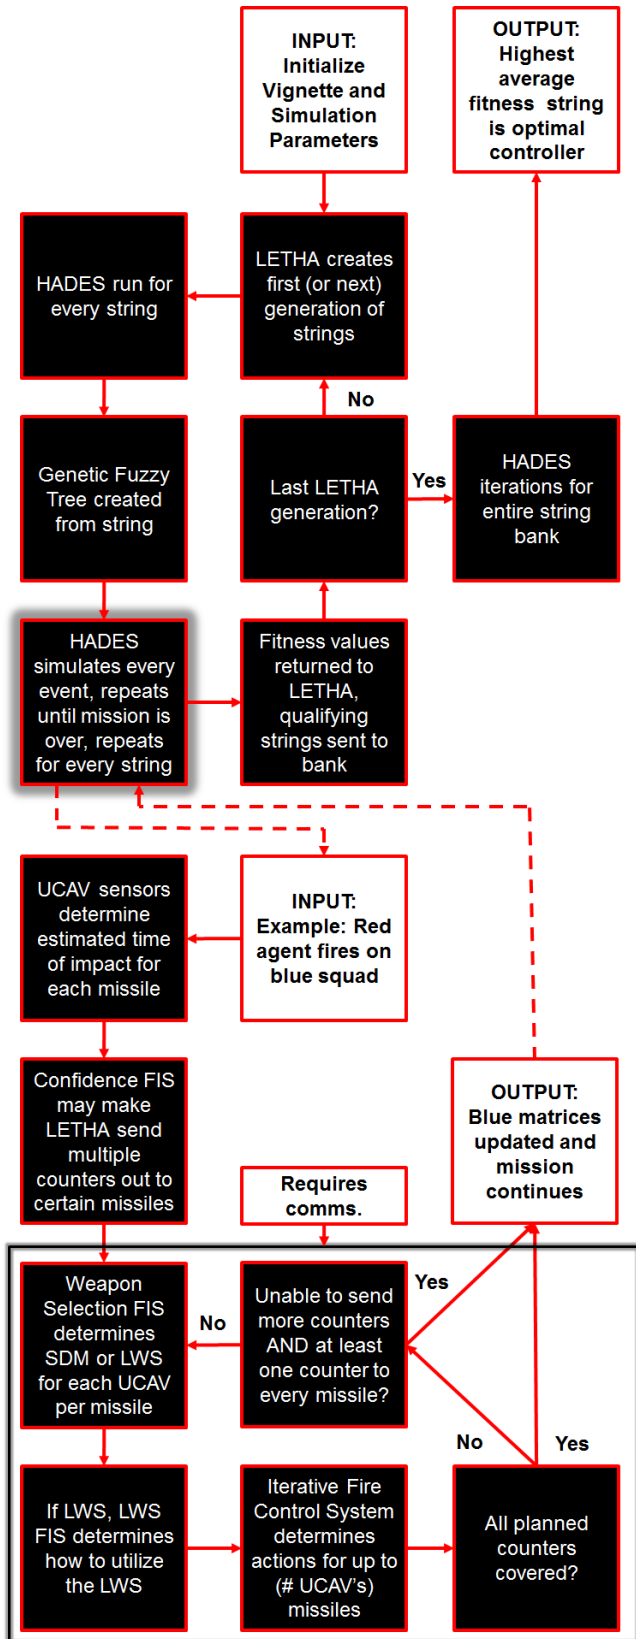 INPUT:
Initialize
Vignette and
Simulation
Parameters
OUTPUT:
Highest
average
fitness string
is optimal
controller
HADES run for
every string
LETHA creates
first (or next)
generation of
strings
No
Genetic Fuzzy
Tree created
from string
Last LETHA
generation?
Yes
HADES
iterations for
entire string
bank
HADES
simulates every
event, repeats
until mission is
over, repeats
for every string
Fitness values
returned to
LETHA,
qualifying
strings sent to
bank
UCAV sensors
determine
estimated time
of impact for
each missile
INPUT:
Example: Red
agent fires on
blue squad
Confidence FIS
may make
LETHA send
multiple
counters out to
certain missiles
OUTPUT:
Blue matrices
updated and
mission
continues
Requires
comms.
Weapon
Selection FIS
determines
SDM or LWS
for each UCAV
per missile
No
Unable to send
more counters
AND at least
one counter to
every missile?
Yes
No
Yes
If LWS, LWS
FIS determines
how to utilize
the LWS
Iterative Fire
Control System
determines
actions for up to
(# UCAV's)
missiles
All planned
counters
covered?